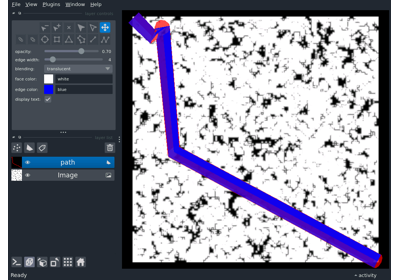 File View Plugins Window Help
opacity: 0.70
edge width: 4
blending: translucent
face color: white
edge color: blue
display text: ✓
path
Image
activity